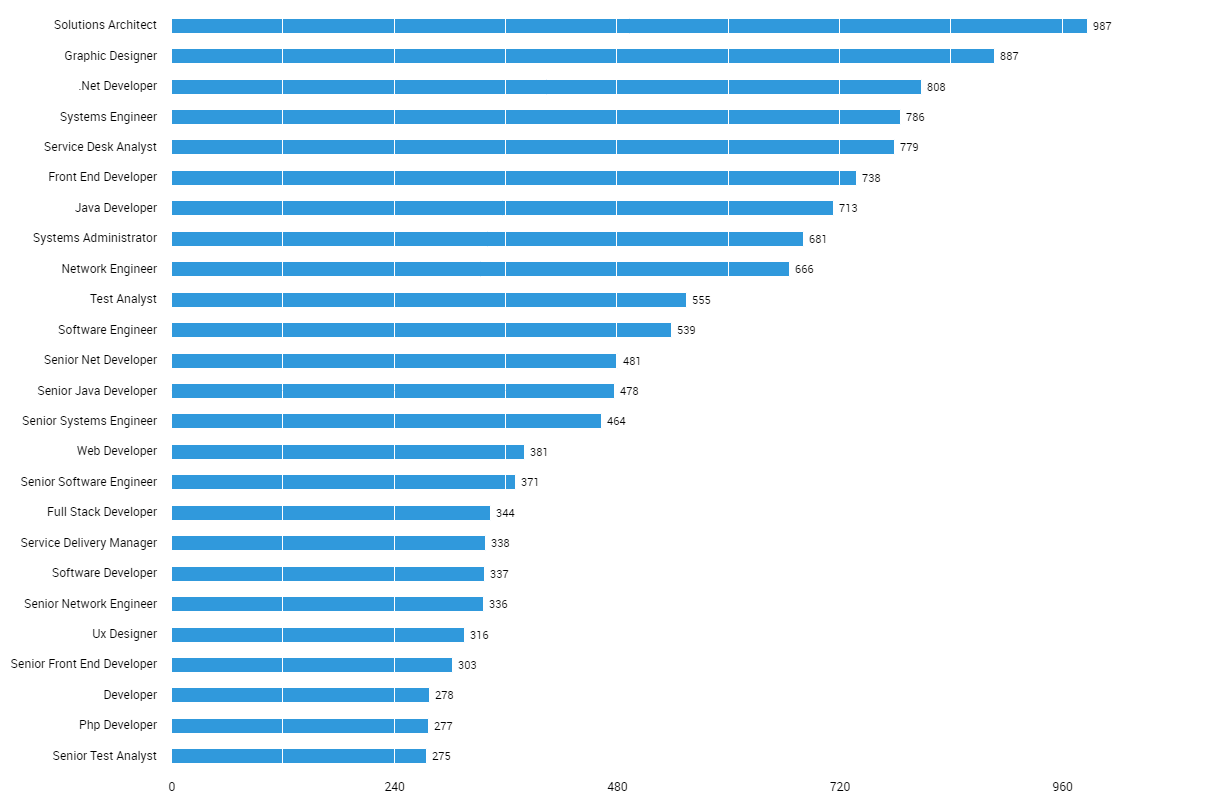 Solutions Architect 987
Graphic Designer 887
.Net Developer 808
Systems Engineer 786
Service Desk Analyst 779
Front End Developer 738
Java Developer 713
Systems Administrator 681
Network Engineer 666
Test Analyst 555
Software Engineer 539
Senior Net Developer 481
Senior Java Developer 478
Senior Systems Engineer 464
Web Developer 381
Senior Software Engineer 371
Full Stack Developer 344
Service Delivery Manager 338
Software Developer 337
Senior Network Engineer 336
Ux Designer 316
Senior Front End Developer 303
Developer 278
Php Developer 277
Senior Test Analyst 275
0 240 480 720 960